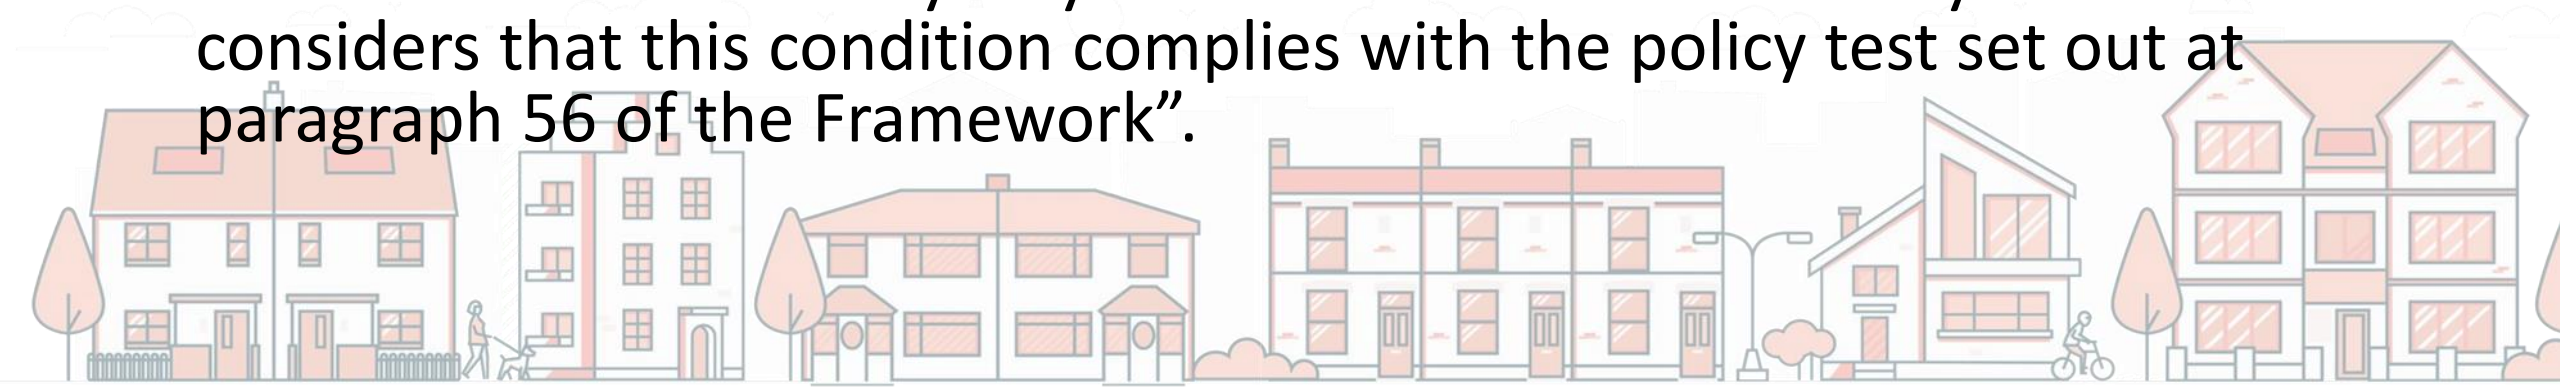 considers that this condition complies with the policy test set out at
paragraph 56 of the Framework”.